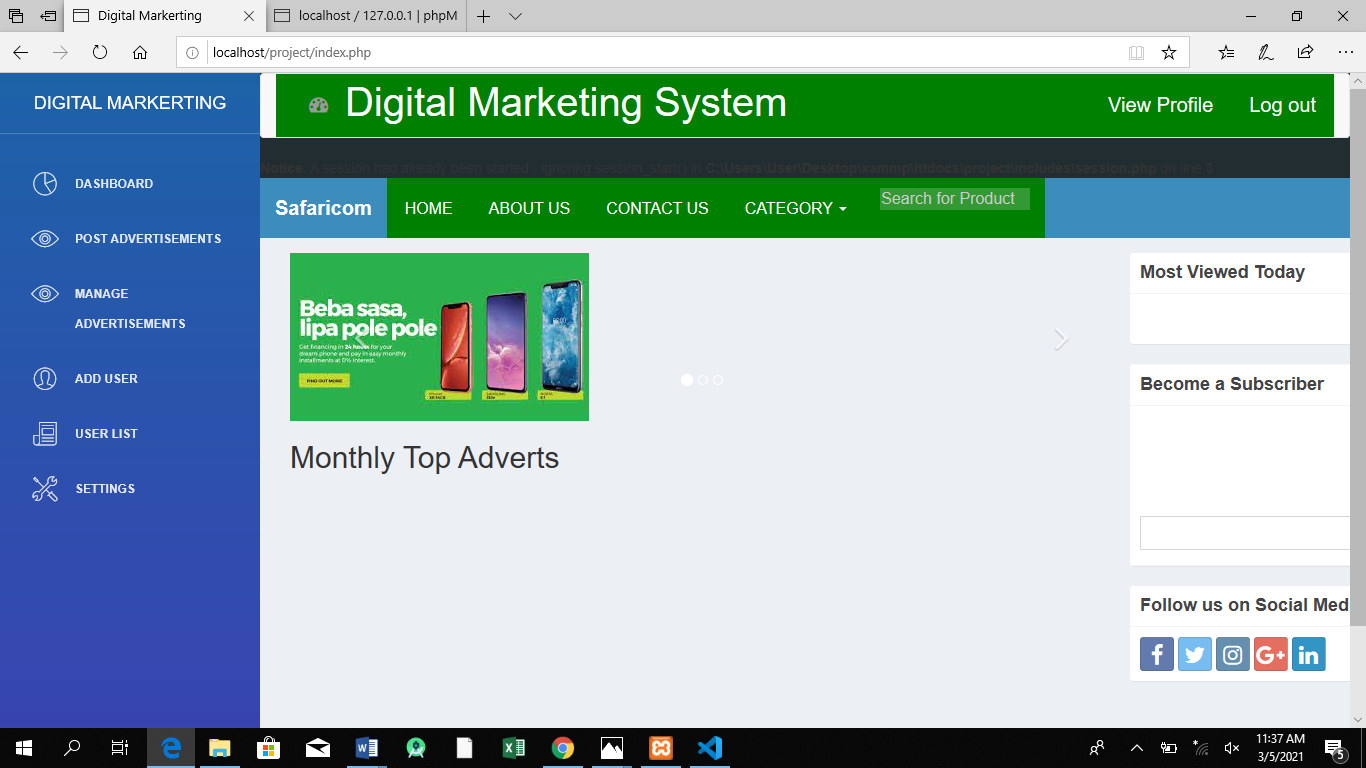 Digital Markerting
localhost / 127.0.0.1 | phpM
localhost/project/index.php
DIGITAL MARKERTING
DASHBOARD
POST ADVERTISEMENTS
MANAGE
ADVERTISEMENTS
ADD USER
USER LIST
SETTINGS
Digital Marketing System
View Profile
Log out
Notice: A session had already been started - ignoring session_start() in C:\Users\User\Desktop\xammp\htdocs\project\includes\session.php on line 3
Safaricom
HOME
ABOUT US
CONTACT US
CATEGORY
Search for Product
Beba sasa,
lipa pole pole
Get financing in 24 hours for your
dream phone and pay in easy monthly
installments at 0% interest.
FIND OUT MORE
Monthly Top Adverts
Most Viewed Today
Become a Subscriber
Follow us on Social Med
11:37 AM
3/5/2021
5